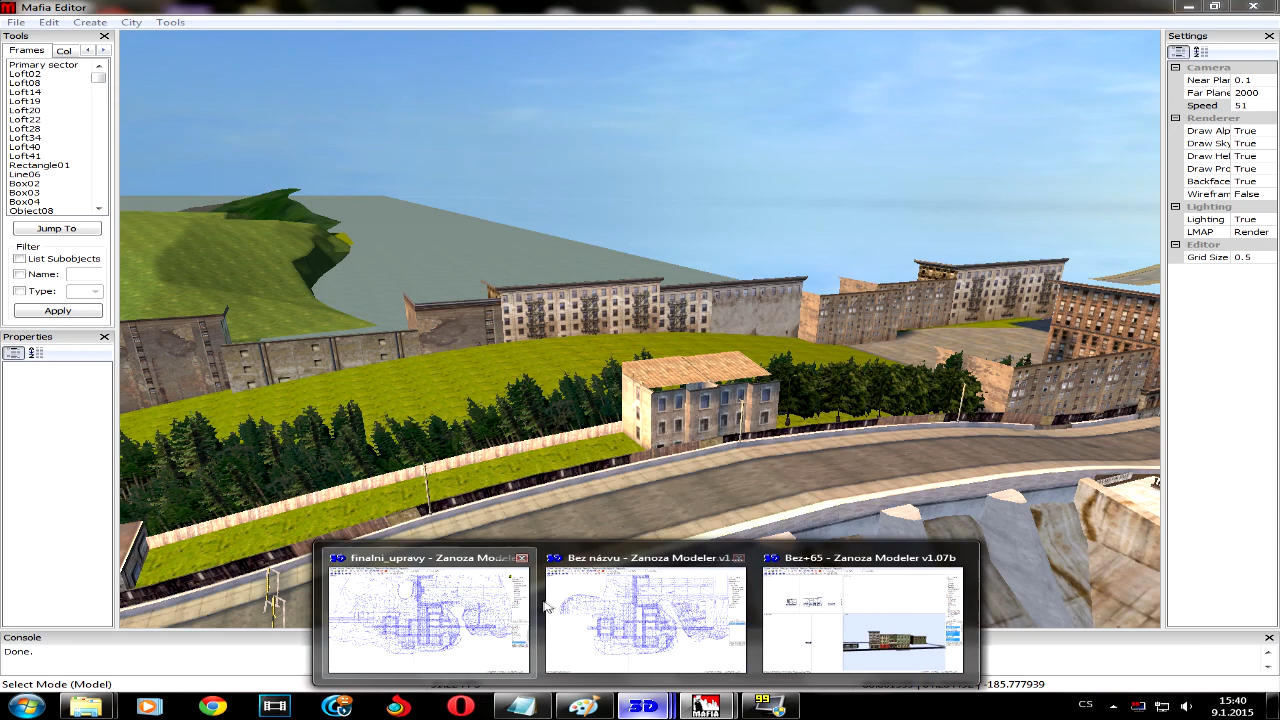 Mafia Editor
File Edit Create City Tools
Tools
Frames Col
Primary sector
Loft02
Loft08
Loft14
Loft19
Loft20
Loft22
Loft28
Loft34
Loft40
Loft41
Rectangle01
Line06
Box02
Box03
Box04
Object08
Jump To
Filter
List Subobjects
Name:
Type:
Apply
Properties
Settings
Camera
Near Plar 0.1
Far Plane 2000
Speed 51
Renderer
Draw Alp True
Draw Sky True
Draw Hel True
Draw Pro True
Backface True
Wirefram False
Lighting
Lighting True
LMAP Render
Editor
Grid Size 0.5
finalni_upravy - Zanoza Modele
Bez názvu - Zanoza Modeler v1
Bez+65 - Zanoza Modeler v1.07b
Console
Done
-185.777939
3D
MAFIA
99
CS
15:40
9.1.2015